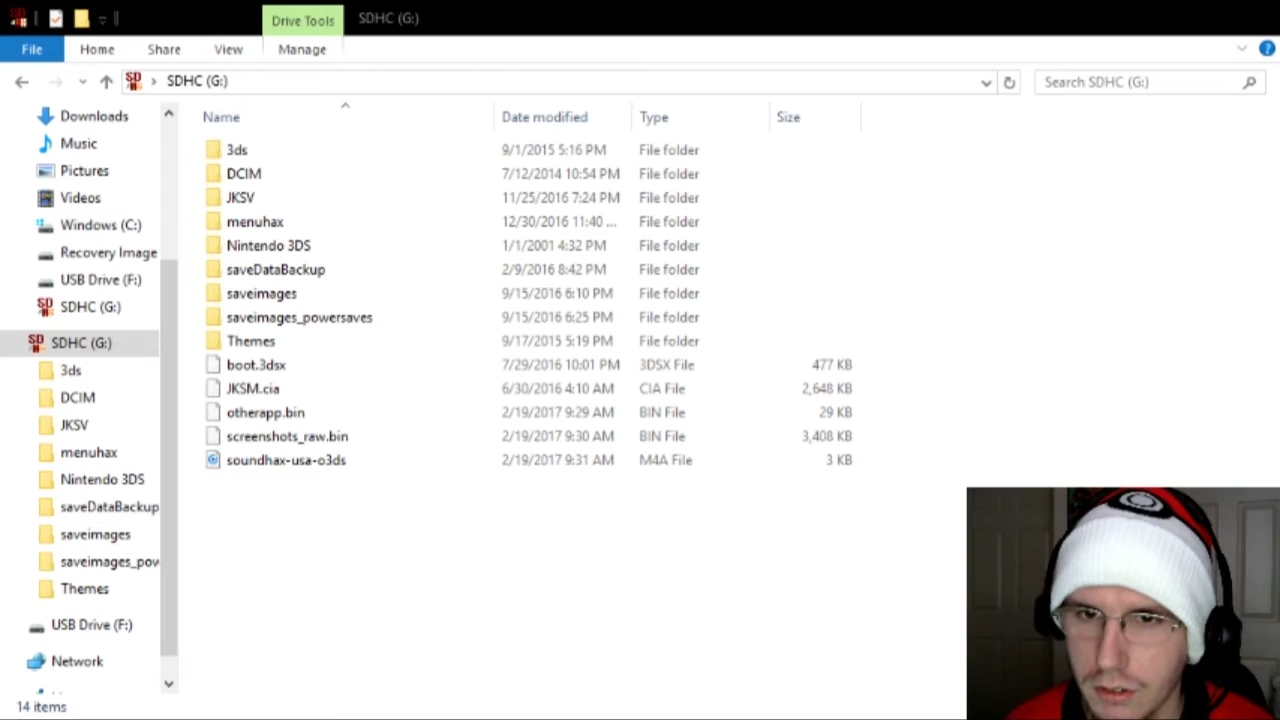 Drive Tools SDHC (G:)
File Home Share View Manage
SDHC (G:) Search SDHC (G:)
Name Date modified Type Size
3ds 9/1/2015 5:16 PM File folder
DCIM 7/12/2014 10:54 PM File folder
JKSV 11/25/2016 7:24 PM File folder
menuhax 12/30/2016 11:40 ... File folder
Nintendo 3DS 1/1/2001 4:32 PM File folder
saveDataBackup 2/9/2016 8:42 PM File folder
saveimages 9/15/2016 6:10 PM File folder
saveimages_powersaves 9/15/2016 6:25 PM File folder
Themes 9/17/2015 5:19 PM File folder
boot.3dsx 7/29/2016 10:01 PM 3DSX File 477 KB
JKSM.cia 6/30/2016 4:10 AM CIA File 2,648 KB
otherapp.bin 2/19/2017 9:29 AM BIN File 29 KB
screenshots_raw.bin 2/19/2017 9:30 AM BIN File 3,408 KB
soundhax-usa-o3ds 2/19/2017 9:31 AM M4A File 3 KB
Downloads
Music
Pictures
Videos
Windows (C:)
Recovery Image
USB Drive (F:)
SDHC (G:)
SDHC (G:)
3ds
DCIM
JKSV
menuhax
Nintendo 3DS
saveDataBackup
saveimages
saveimages_pow
Themes
USB Drive (F:)
Network
14 items